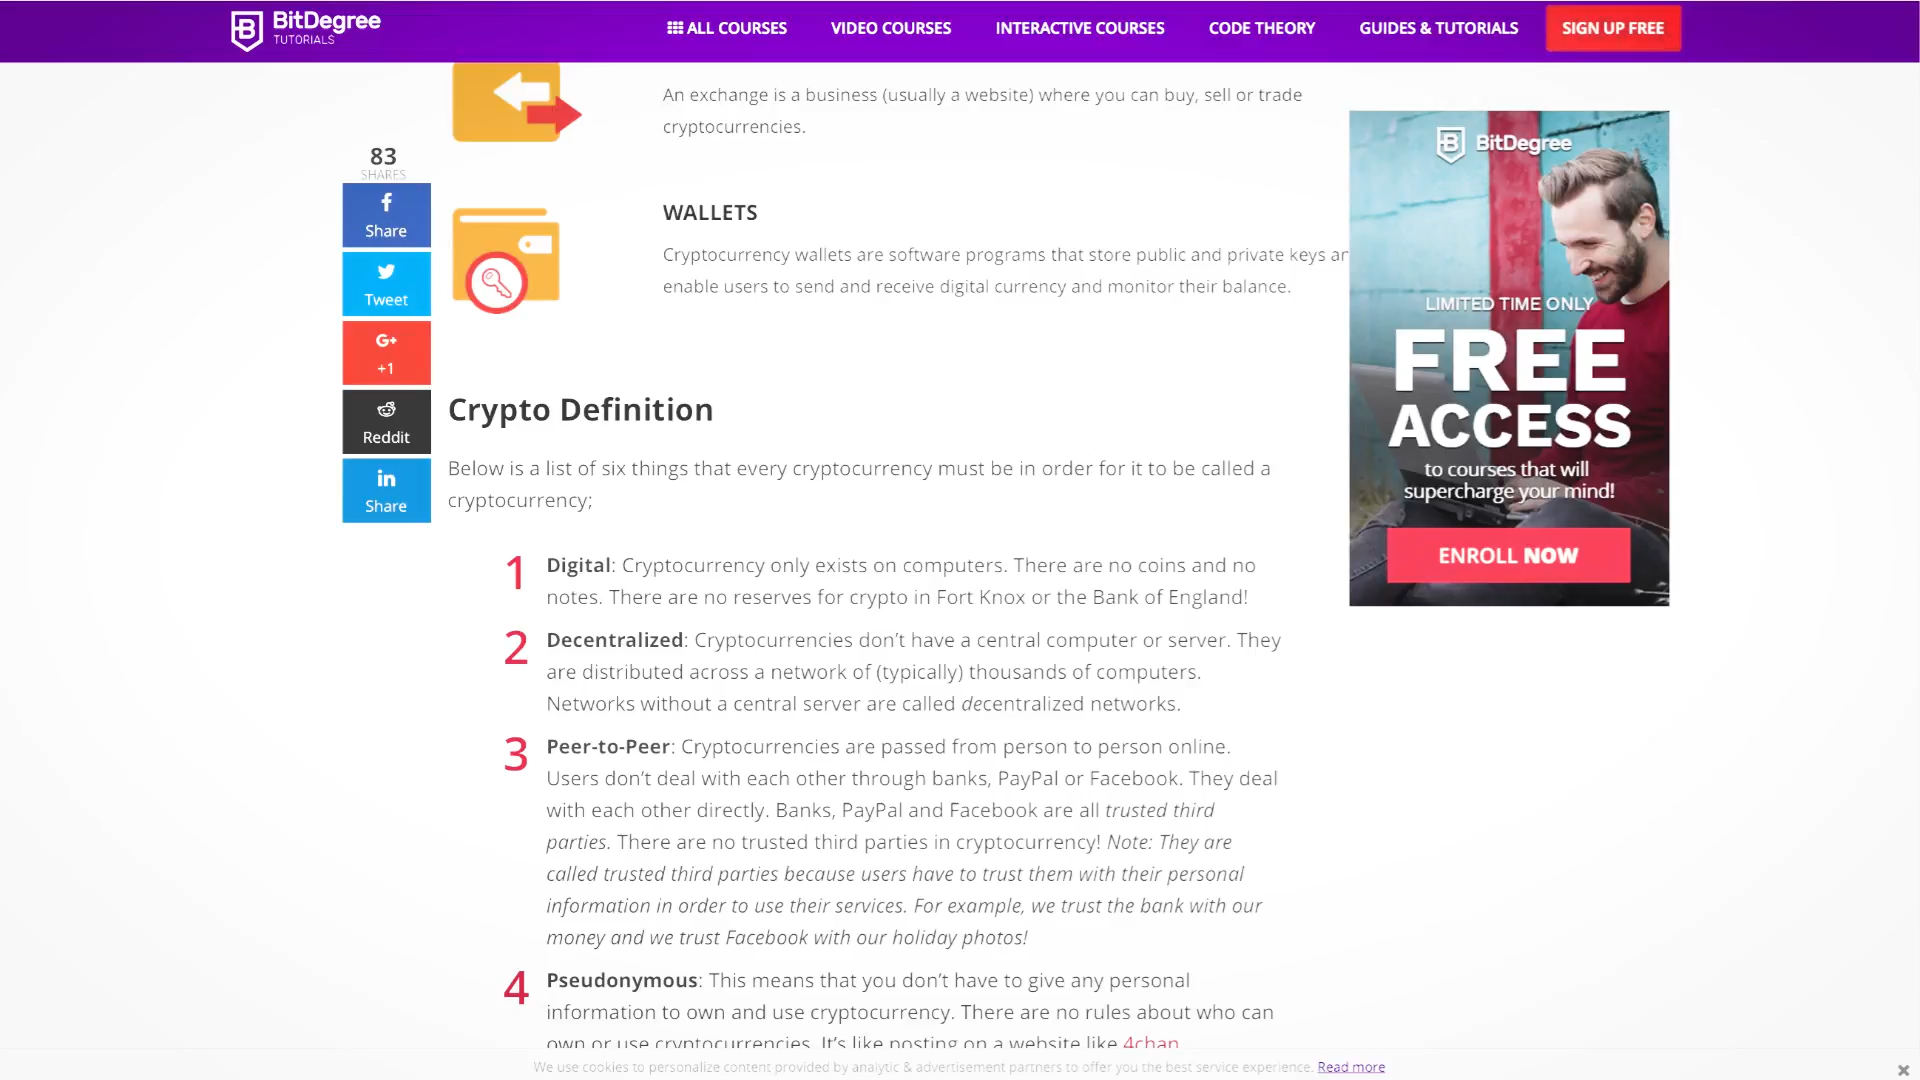 BitDegree
TUTORIALS
ALL COURSES
VIDEO COURSES
INTERACTIVE COURSES
CODE THEORY
GUIDES & TUTORIALS
SIGN UP FREE
An exchange is a business (usually a website) where you can buy, sell or trade
cryptocurrencies.
83
SHARES
Share
Tweet
G+
+1
Reddit
in
Share
WALLETS
Cryptocurrency wallets are software programs that store public and private keys
enable users to send and receive digital currency and monitor their balance.
BitDegree
LIMITED TIME ONLY
FREE
ACCESS
to courses that will
supercharge your mind!
ENROLL NOW
Crypto Definition
Below is a list of six things that every cryptocurrency must be in order for it to be called a
cryptocurrency;
1 Digital: Cryptocurrency only exists on computers. There are no coins and no
notes. There are no reserves for crypto in Fort Knox or the Bank of England!
2 Decentralized: Cryptocurrencies don’t have a central computer or server. They
are distributed across a network of (typically) thousands of computers.
Networks without a central server are called decentralized networks.
3 Peer-to-Peer: Cryptocurrencies are passed from person to person online.
Users don’t deal with each other through banks, PayPal or Facebook. They deal
with each other directly. Banks, PayPal and Facebook are all trusted third
parties. There are no trusted third parties in cryptocurrency! Note: They are
called trusted third parties because users have to trust them with their personal
information in order to use their services. For example, we trust the bank with our
money and we trust Facebook with our holiday photos!
4 Pseudonymous: This means that you don’t have to give any personal
information to own and use cryptocurrency. There are no rules about who can
own or use cryptocurrencies. It’s like posting on a website like 4chan
We use cookies to personalize content provided by analytic & advertisement partners to offer you the best service experience. Read more